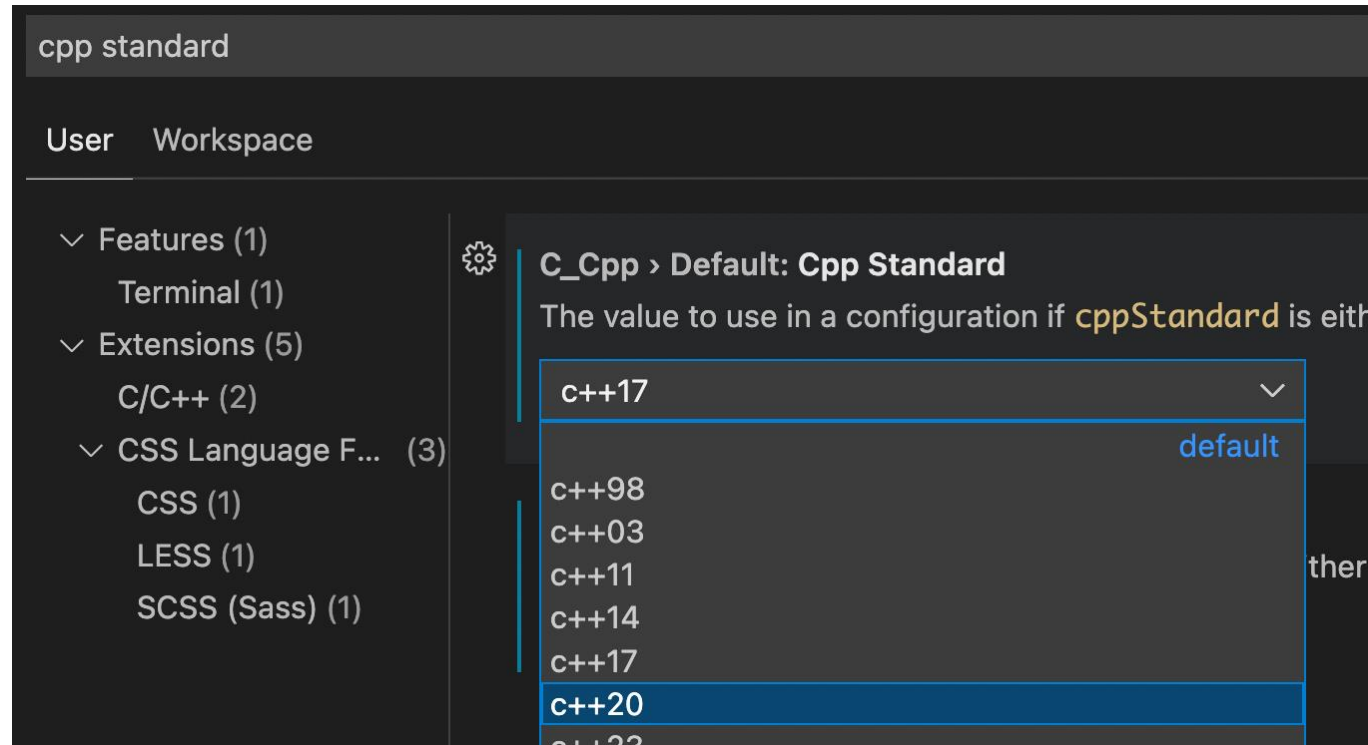 cpp standard
User Workspace
Features (1)
Terminal (1)
Extensions (5)
C/C++ (2)
CSS Language F... (3)
CSS (1)
LESS (1)
SCSS (Sass) (1)
C_Cpp › Default: Cpp Standard
The value to use in a configuration if cppStandard is eith
c++17
default
c++98
c++03
c++11
c++14
c++17
c++20
c++23
ther